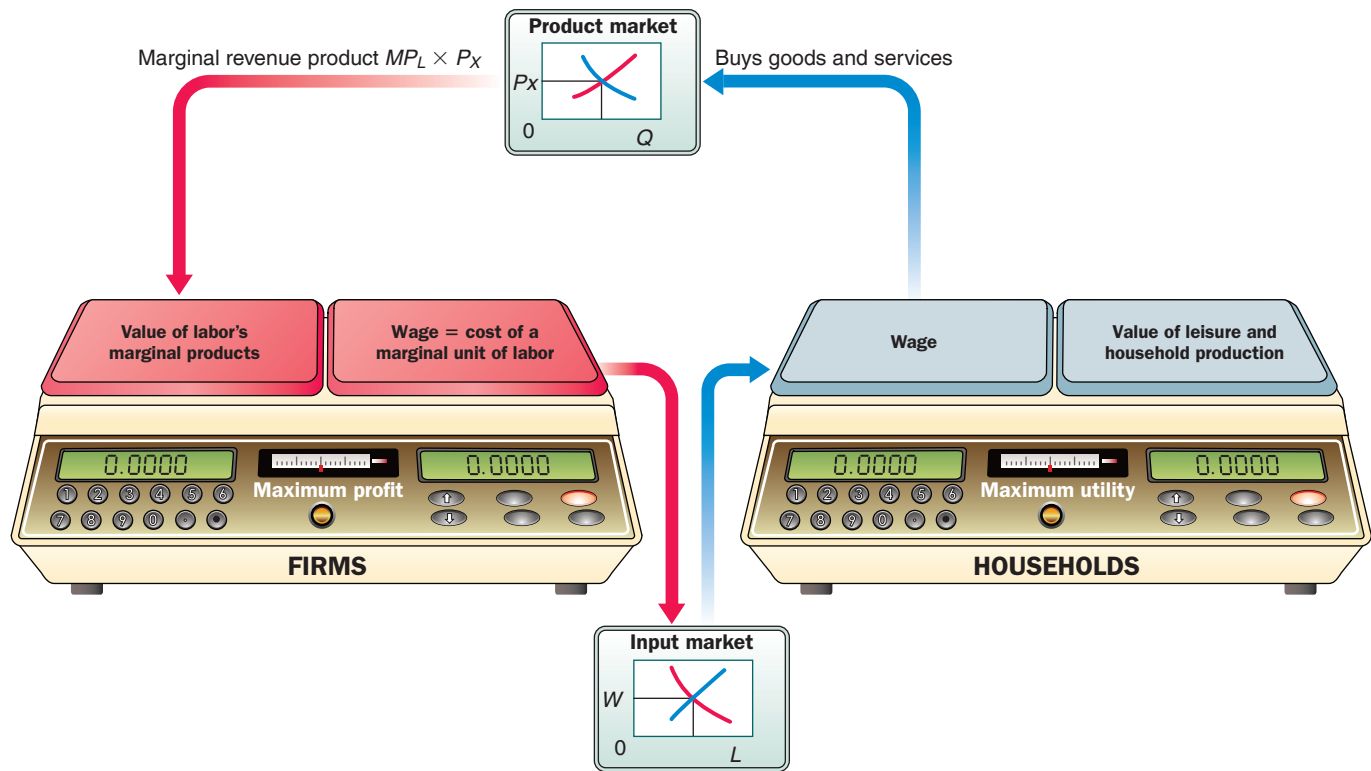 Product market
Marginal revenue product MP_L × P_X
Buys goods and services
Px
0
Q
Value of labor's
marginal products
Wage = cost of a
marginal unit of labor
Wage
Value of leisure and
household production
0.0000
0.0000
Maximum profit
1 2 3 4 5 6
7 8 9 0 .
FIRMS
0.0000
0.0000
Maximum utility
1 2 3 4 5 6
7 8 9 0 .
HOUSEHOLDS
Input market
W
0
L